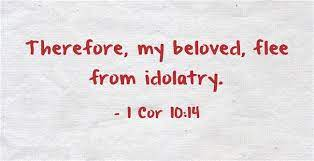 Therefore, my beloved, flee
from idolatry.
- 1 Cor 10:14